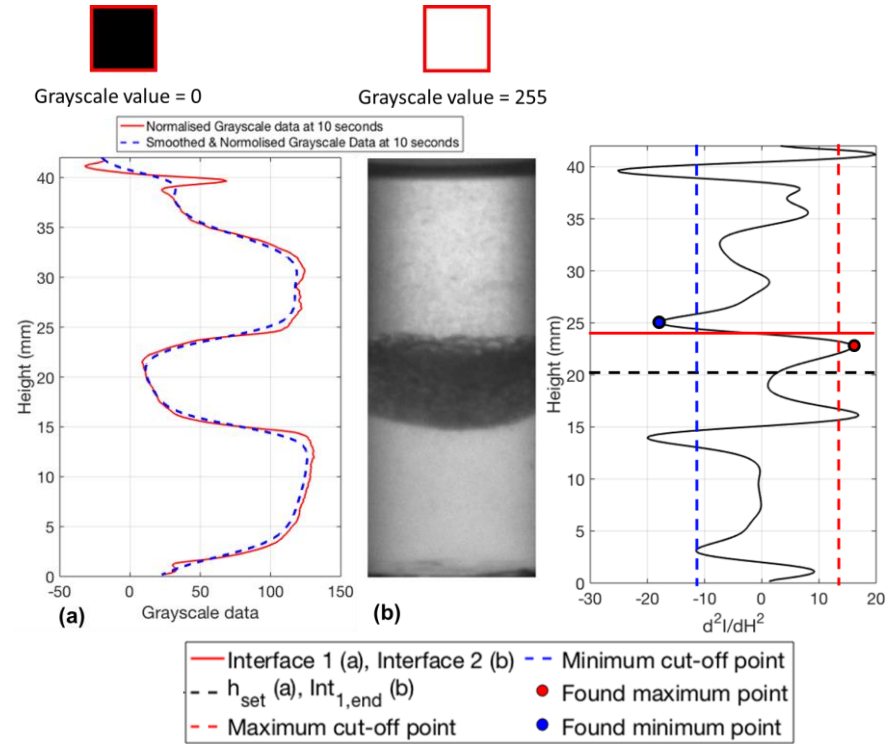 Grayscale value = 0
Grayscale value = 255
Normalised Grayscale data at 10 seconds
Smoothed & Normolised Grayscale Data at 10 seconds
40
35
30
25
20
15
10
5
0
Height (mm)
-50
0
50
100
150
(a)
Grayscale data
(b)
40
35
30
25
20
15
10
5
0
Height (mm)
-30
-20
-10
0
10
20
d²I/dH²
Interface 1 (a), Interface 2 (b)
h_set (a), Int_1,end (b)
Maximum cut-off point
Minimum cut-off point
Found maximum point
Found minimum point